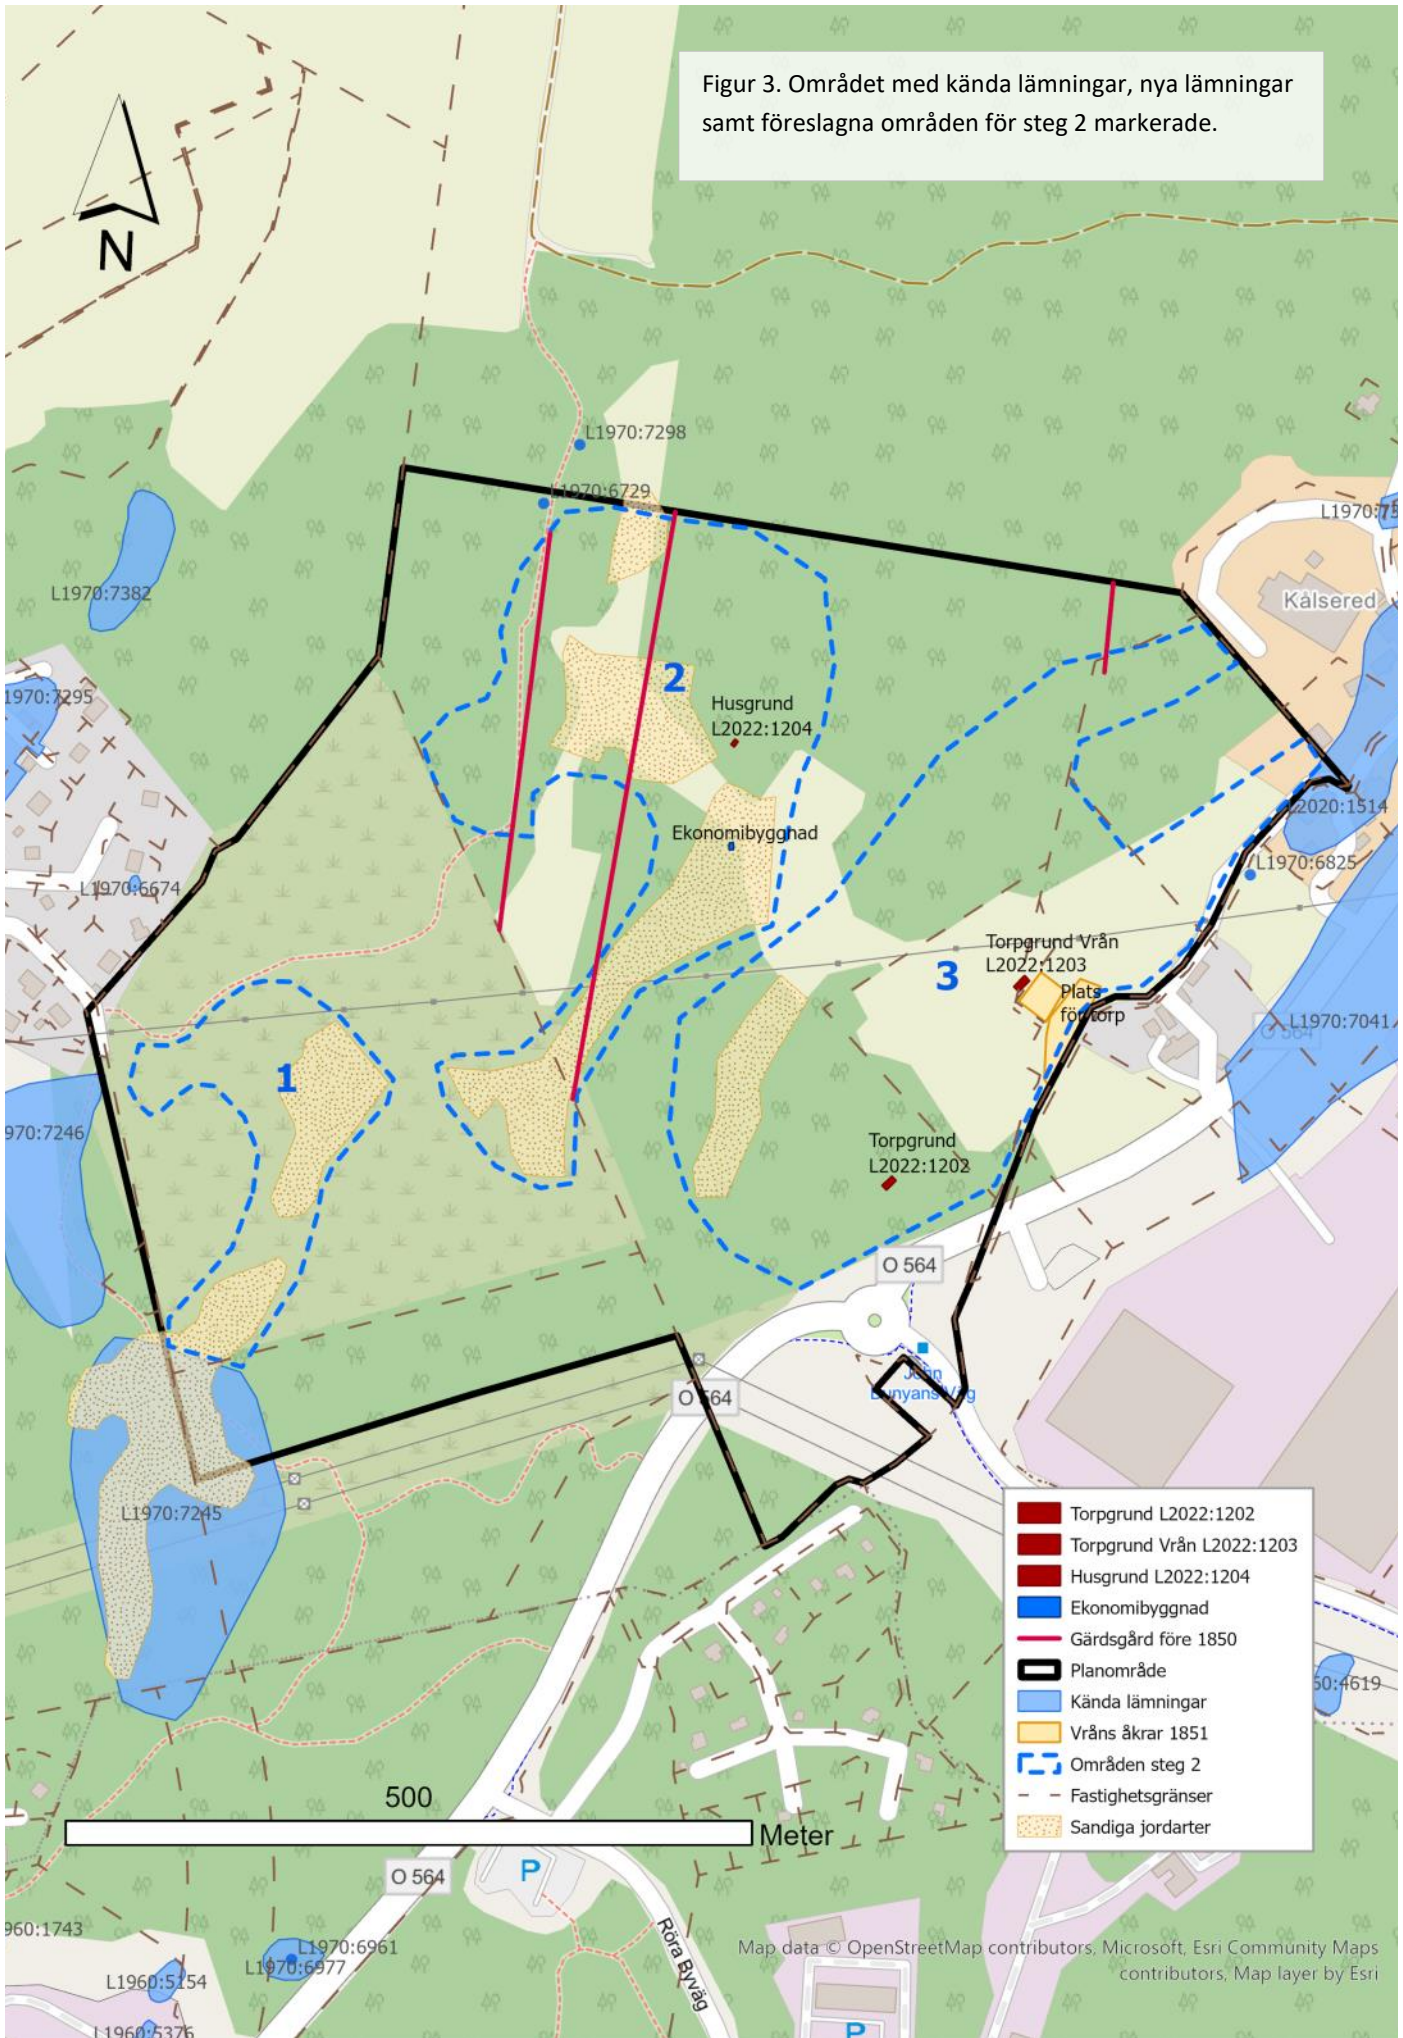 Figur 3. Området med kända lämningar, nya lämningar
samt föreslagna områden för steg 2 markerade.
N
L1970:7298
L1970:6729
L1970:7382
Kålsered
1970:7295
2
Husgrund
L2022:1204
L2020:1514
Ekonomibyggnad
L1970:6825
L1970:6674
Torpgrund Vrån
L2022:1203
3
Plats
för torp
L1970:7041
O 564
1
970:7246
Torpgrund
L2022:1202
O 564
John
Bunyans Väg
O 564
L1970:7245
Torpgrund L2022:1202
Torpgrund Vrån L2022:1203
Husgrund L2022:1204
Ekonomibyggnad
Gärdsgård före 1850
Planområde
Kända lämningar
Vråns åkrar 1851
Områden steg 2
Fastighetsgränser
Sandiga jordarter
50:4619
500
Meter
O 564
P
Röra Byväg
960:1743
L1970:6961
L1970:6977
L1960:5154
L1960:5376
P
Map data © OpenStreetMap contributors, Microsoft, Esri Community Maps
contributors, Map layer by Esri